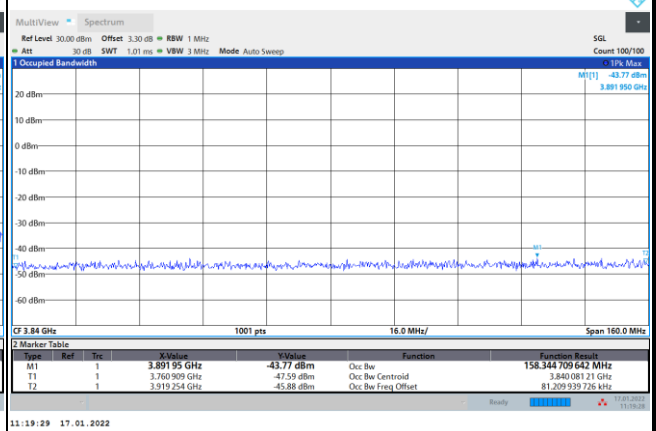 MultiView Spectrum
Ref Level 30.00 dBm Offset 3.30 dB RBW 1 MHz SGL
Att 30 dB SWT 1.01 ms VBW 3 MHz Mode Auto Sweep Count 100/100
1 Occupied Bandwidth 1Pk Max
M1[1] -43.77 dBm
3.891 950 GHz
20 dBm
10 dBm
0 dBm
-10 dBm
-20 dBm
-30 dBm
-40 dBm
M1
T1
T2
-50 dBm
-60 dBm
CF 3.84 GHz 1001 pts 16.0 MHz/ Span 160.0 MHz
2 Marker Table
Type Ref Trc X-Value Y-Value Function Function Result
M1 1 3.891 95 GHz -43.77 dBm Occ Bw 158.344 709 642 MHz
T1 1 3.760 909 GHz -47.59 dBm Occ Bw Centroid 3.840 081 21 GHz
T2 1 3.919 254 GHz -45.88 dBm Occ Bw Freq Offset 81.209 939 726 kHz
Ready 17.01.2022
11:19:28
11:19:29 17.01.2022